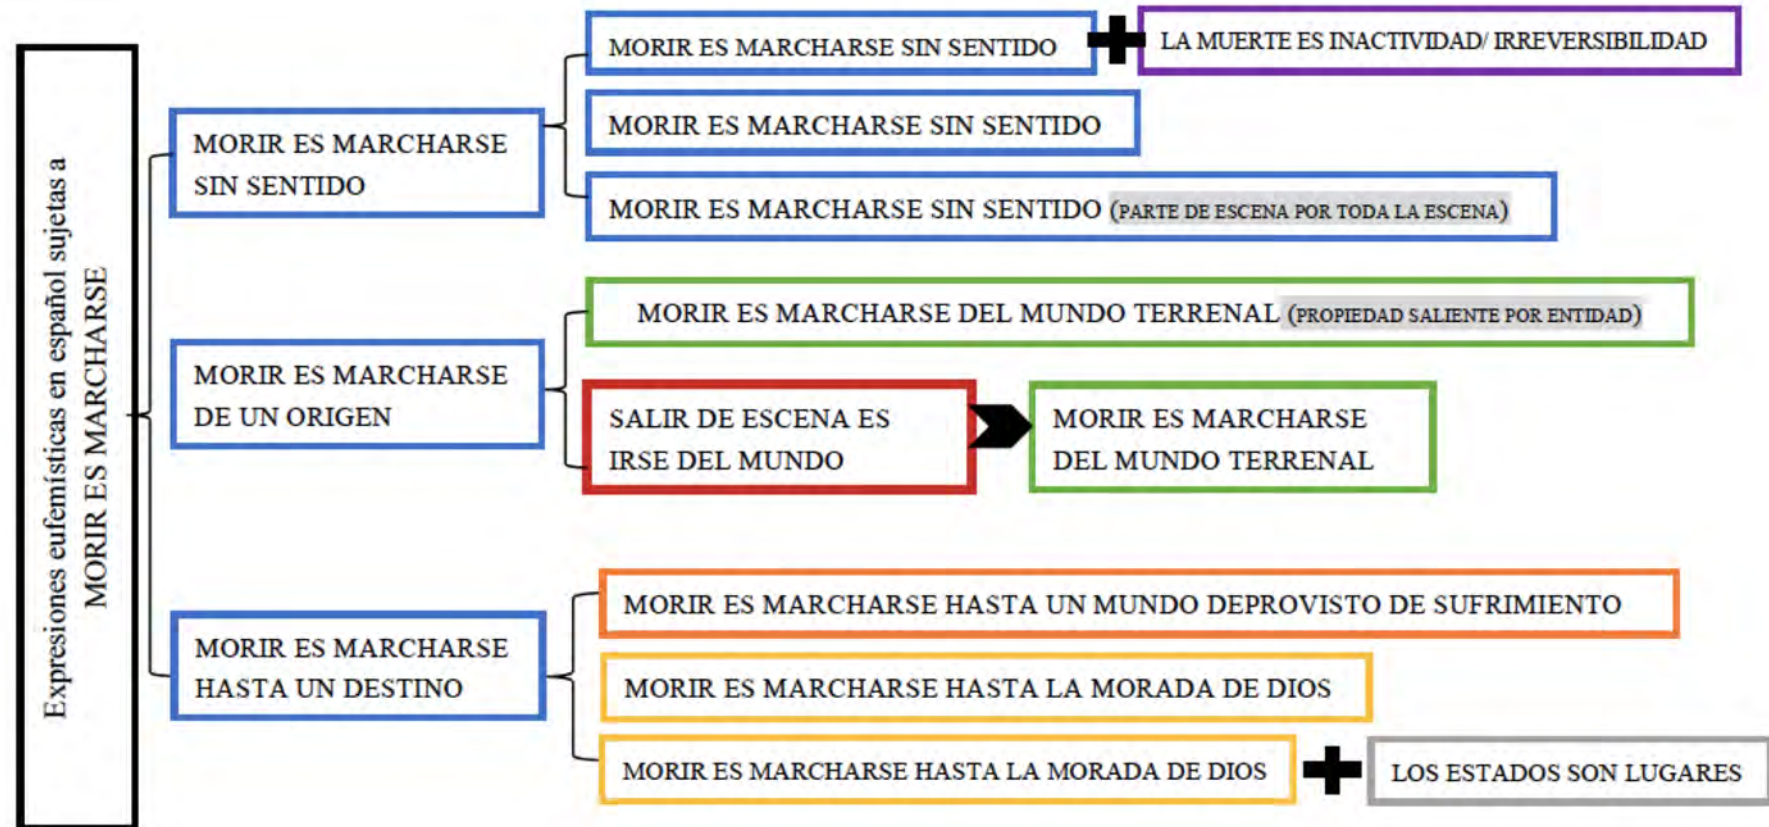 Expresiones eufemísticas en español sujetas a
MORIR ES MARCHARSE
MORIR ES MARCHARSE
SIN SENTIDO
MORIR ES MARCHARSE SIN SENTIDO
LA MUERTE ES INACTIVIDAD/ IRREVERSIBILIDAD
MORIR ES MARCHARSE SIN SENTIDO
MORIR ES MARCHARSE SIN SENTIDO (PARTE DE ESCENA POR TODA LA ESCENA)
MORIR ES MARCHARSE
DE UN ORIGEN
MORIR ES MARCHARSE DEL MUNDO TERRENAL (PROPIEDAD SALIENTE POR ENTIDAD)
SALIR DE ESCENA ES
IRSE DEL MUNDO
MORIR ES MARCHARSE
DEL MUNDO TERRENAL
MORIR ES MARCHARSE
HASTA UN DESTINO
MORIR ES MARCHARSE HASTA UN MUNDO DEPROVISTO DE SUFRIMIENTO
MORIR ES MARCHARSE HASTA LA MORADA DE DIOS
MORIR ES MARCHARSE HASTA LA MORADA DE DIOS
LOS ESTADOS SON LUGARES